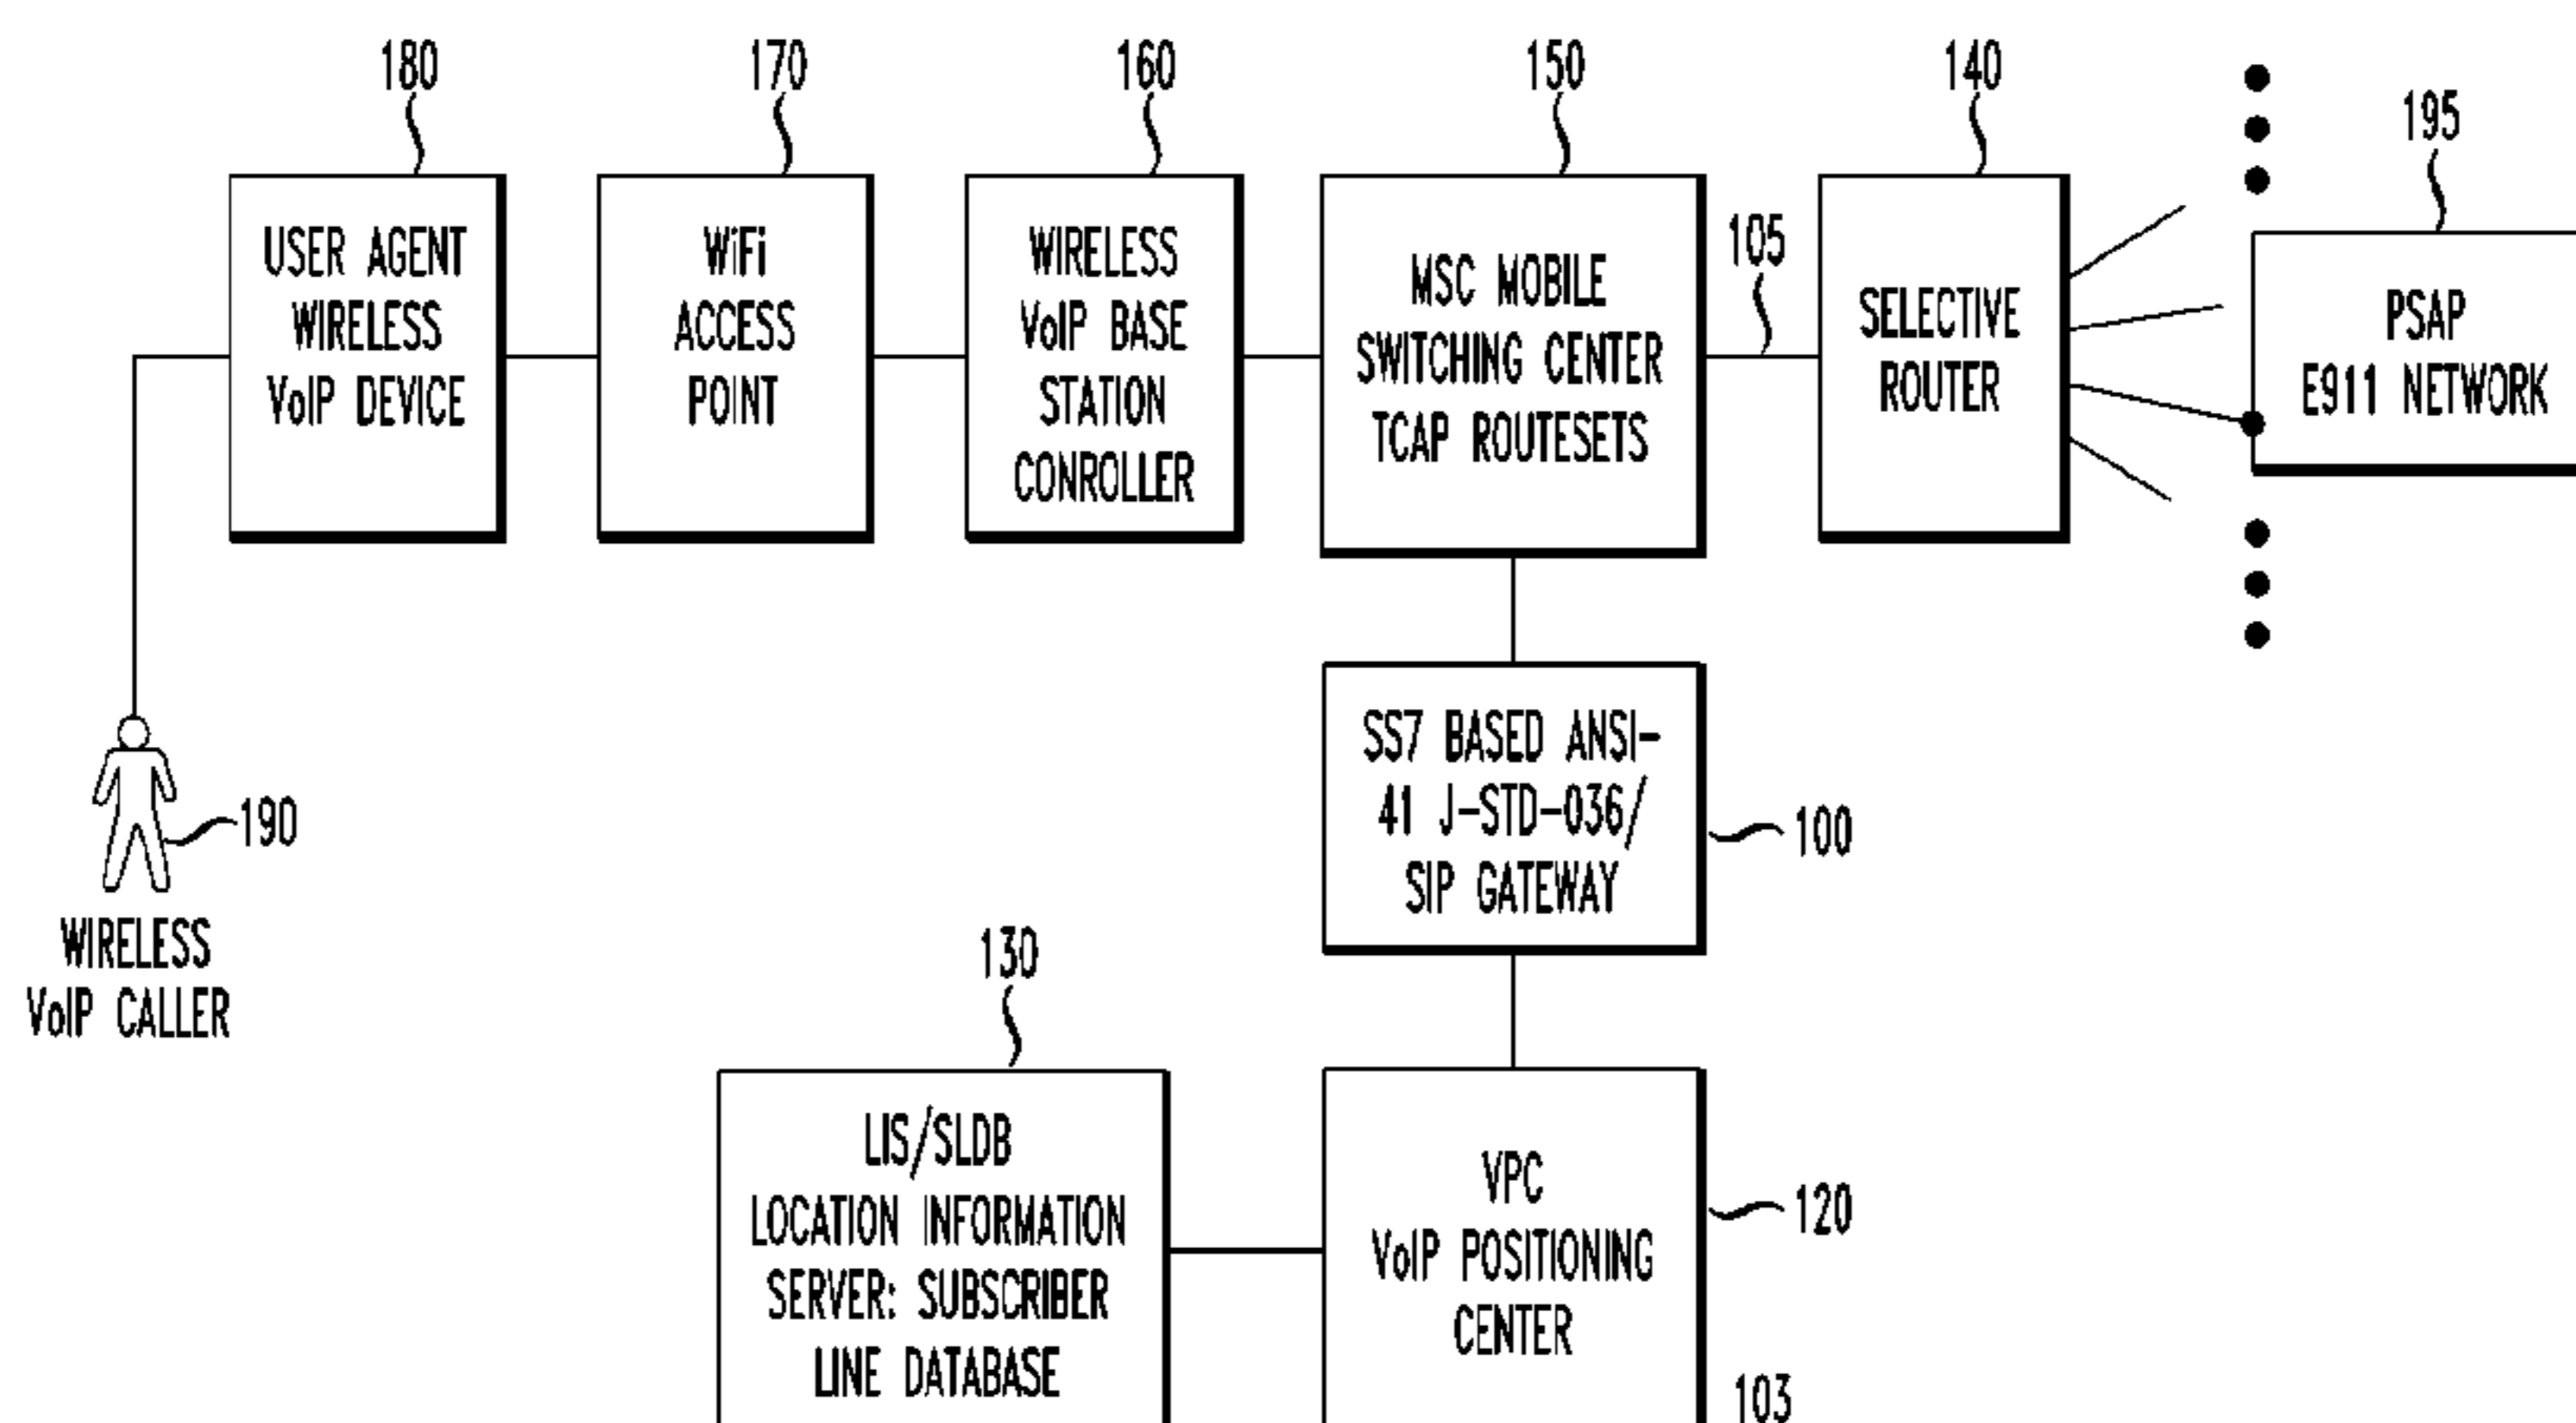 180
170
160
150
140
195
105
USER AGENT
WIRELESS
VoIP DEVICE
WiFi
ACCESS
POINT
WIRELESS
VoIP BASE
STATION
CONROLLER
MSC MOBILE
SWITCHING CENTER
TCAP ROUTESETS
SELECTIVE
ROUTER
PSAP
E911 NETWORK
SS7 BASED ANSI-
41 J-STD-036/
SIP GATEWAY
100
190
WIRELESS
VoIP CALLER
130
LIS/SLDB
LOCATION INFORMATION
SERVER: SUBSCRIBER
LINE DATABASE
VPC
VoIP POSITIONING
CENTER
120
103